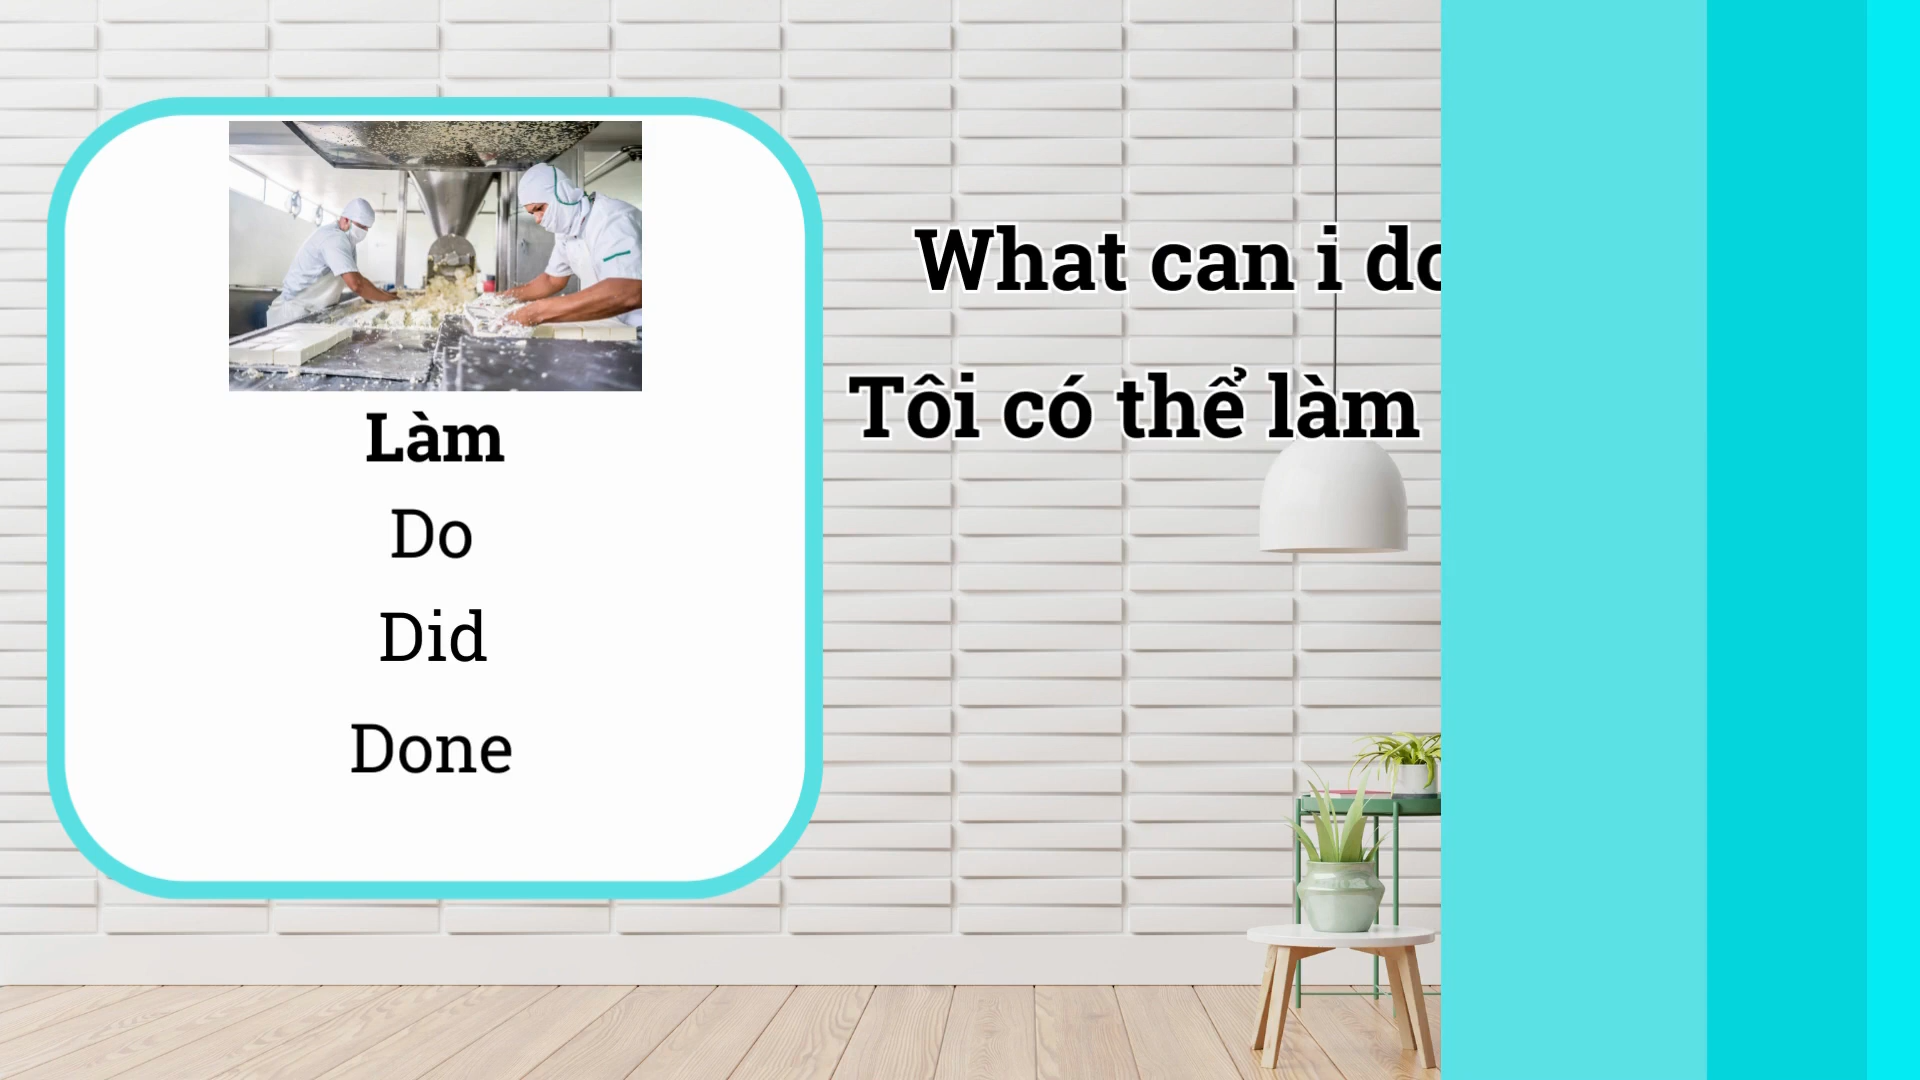 Làm
Do
Did
Done
What can i do
Tôi có thể làm